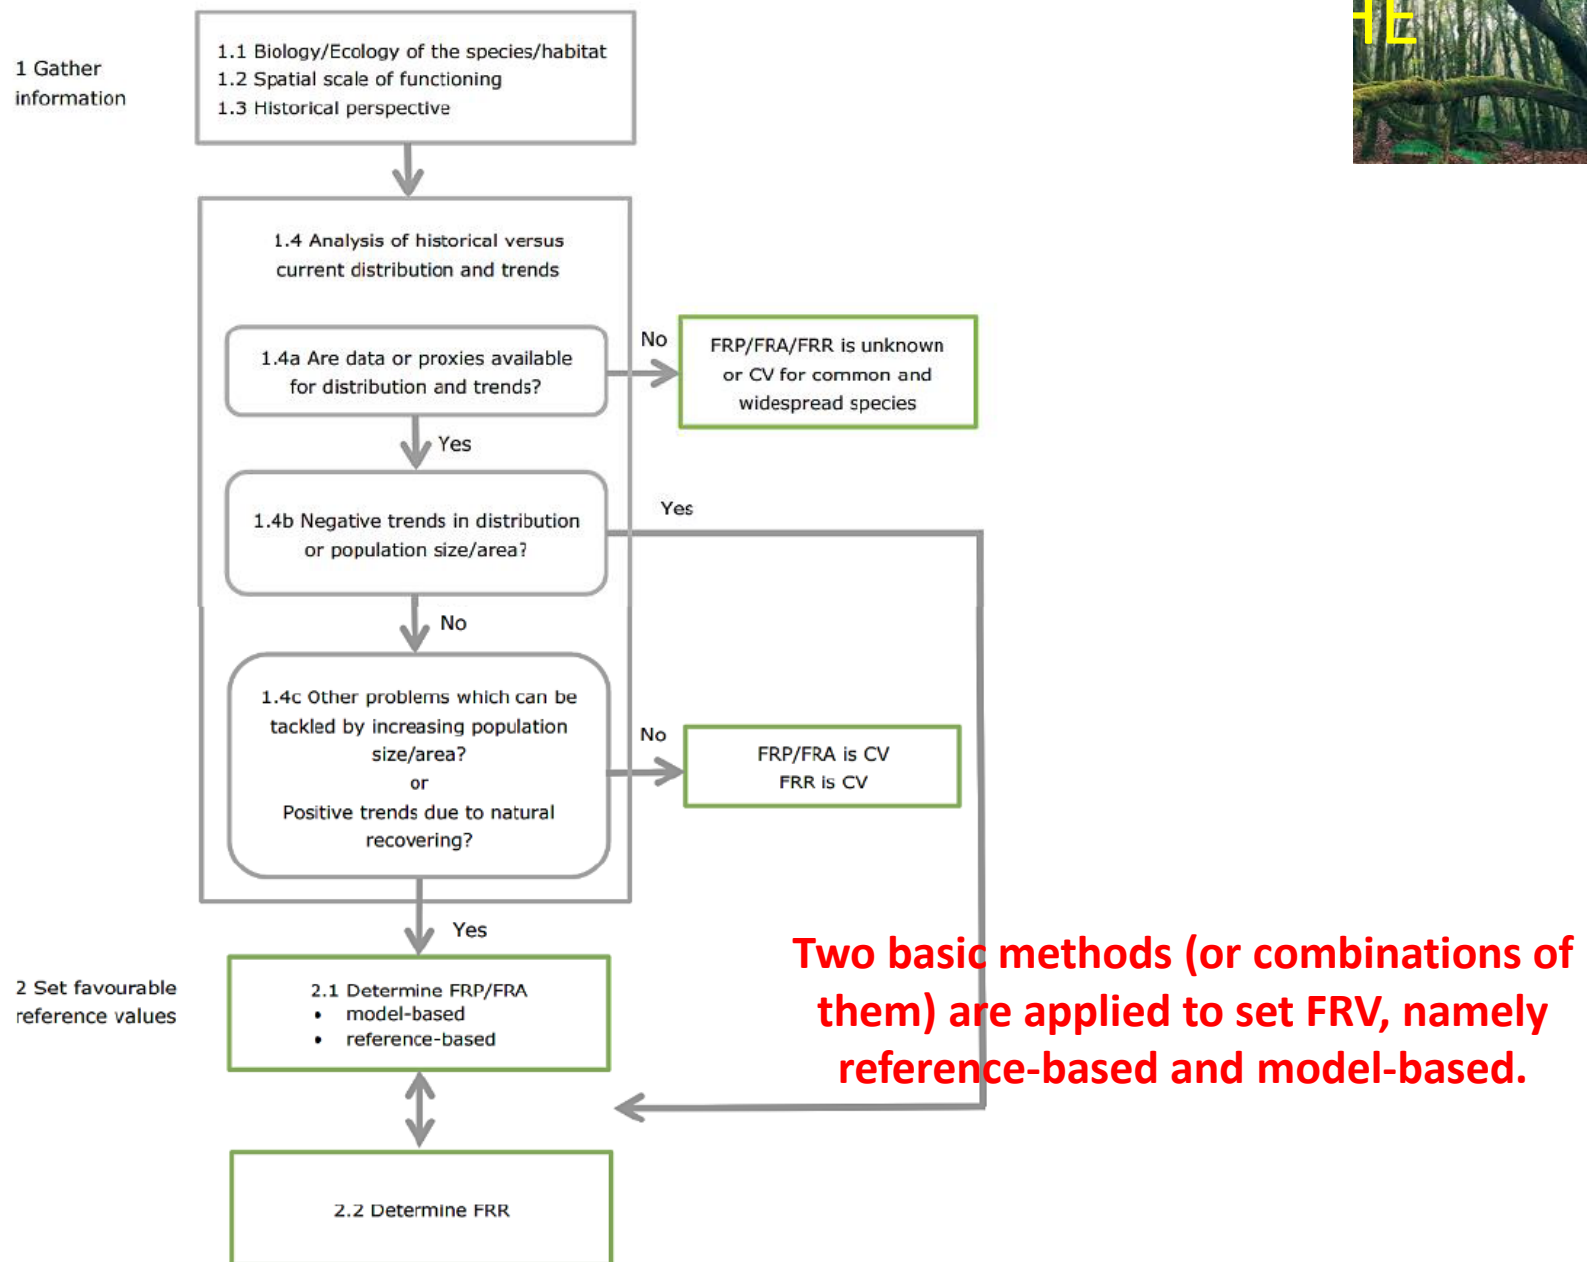 HE
1 Gather
information
1.1 Biology/Ecology of the species/habitat
1.2 Spatial scale of functioning
1.3 Historical perspective
1.4 Analysis of historical versus
current distribution and trends
1.4a Are data or proxies available
for distribution and trends?
No
FRP/FRA/FRR is unknown
or CV for common and
widespread species
Yes
1.4b Negative trends in distribution
or population size/area?
Yes
No
1.4c Other problems which can be
tackled by increasing population
size/area?
or
Positive trends due to natural
recovering?
No
FRP/FRA is CV
FRR is CV
Yes
2 Set favourable
reference values
2.1 Determine FRP/FRA
• model-based
• reference-based
Two basic methods (or combinations of
them) are applied to set FRV, namely
reference-based and model-based.
2.2 Determine FRR